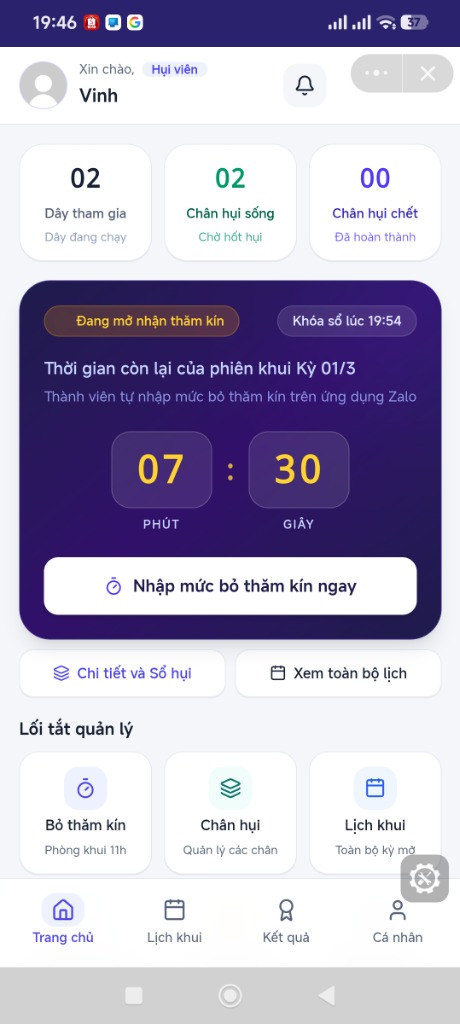 19:46
37
Xin chào,
Hụi viên
Vinh
02
02
00
Dây tham gia
Chân hụi sống
Chân hụi chết
Dây đang chạy
Chờ hốt hụi
Đã hoàn thành
Đang mở nhận thăm kín
Khóa sổ lúc 19:54
Thời gian còn lại của phiên khui Kỳ 01/3
Thành viên tự nhập mức bỏ thăm kín trên ứng dụng Zalo
07 : 30
PHÚT
GIÂY
Nhập mức bỏ thăm kín ngay
Chi tiết và Sổ hụi
Xem toàn bộ lịch
Lối tắt quản lý
Bỏ thăm kín
Chân hụi
Lịch khui
Phòng khui 11h
Quản lý các chân
Toàn bộ kỳ mở
Trang chủ
Lịch khui
Kết quả
Cá nhân